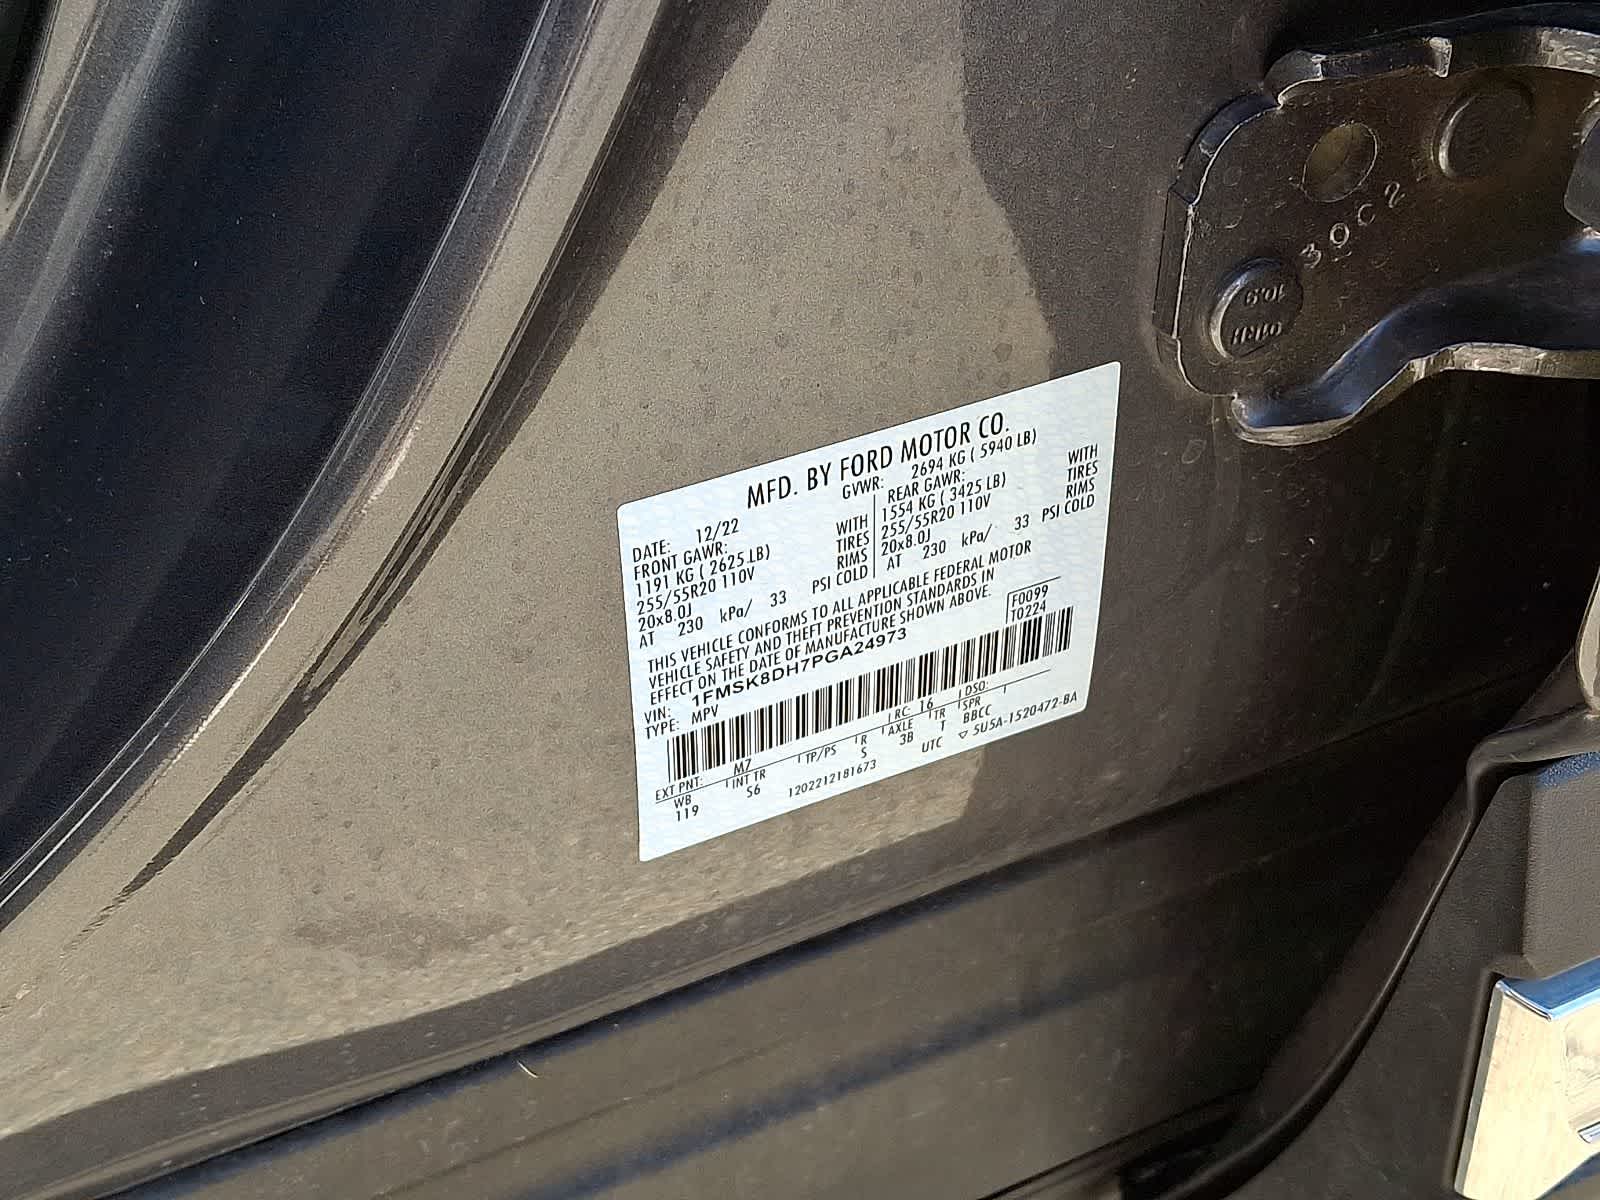 MFD. BY FORD MOTOR CO.
DATE: 12/22 GVWR: 2694 KG ( 5940 LB)
FRONT GAWR: WITH REAR GAWR: WITH
1191 KG ( 2625 LB) TIRES 1554 KG ( 3425 LB) TIRES
255/55R20 110V RIMS 255/55R20 110V RIMS
20x8.0J 20x8.0J
AT 230 kPa/ 33 PSI COLD AT 230 kPa/ 33 PSI COLD
THIS VEHICLE CONFORMS TO ALL APPLICABLE FEDERAL MOTOR
VEHICLE SAFETY AND THEFT PREVENTION STANDARDS IN
EFFECT ON THE DATE OF MANUFACTURE SHOWN ABOVE.
VIN: 1FMSK8DH7PGA24973 F0099
TYPE: MPV T0224
EXT PNT: M7 RC: 16 DSO:
WB INT TR TP/PS R AXLE TR SPR
119 S6 S 3B T BBCC
1202212181673 UTC ▽ 5U5A-1520472-BA
39C2
10.9